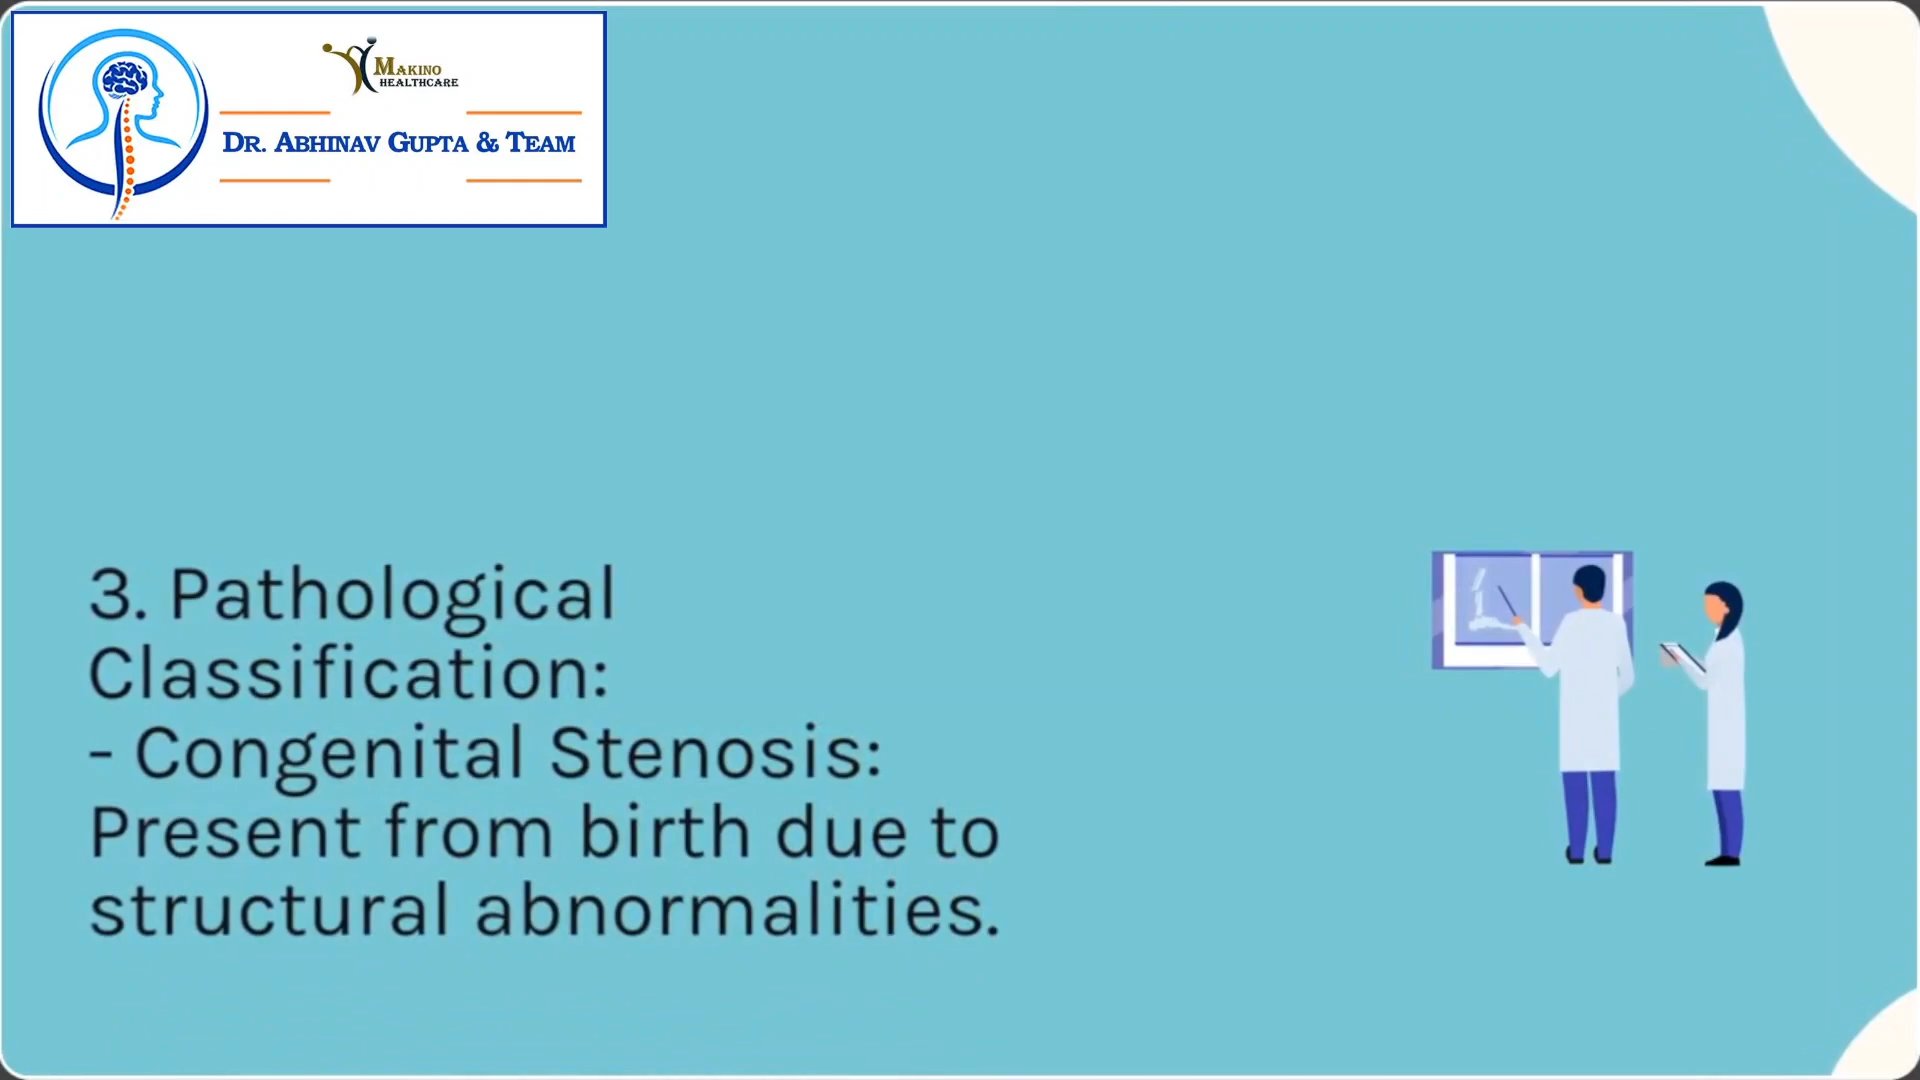 MAKINO
HEALTHCARE
DR. ABHINAV GUPTA & TEAM
3. Pathological
Classification:
- Congenital Stenosis:
Present from birth due to
structural abnormalities.